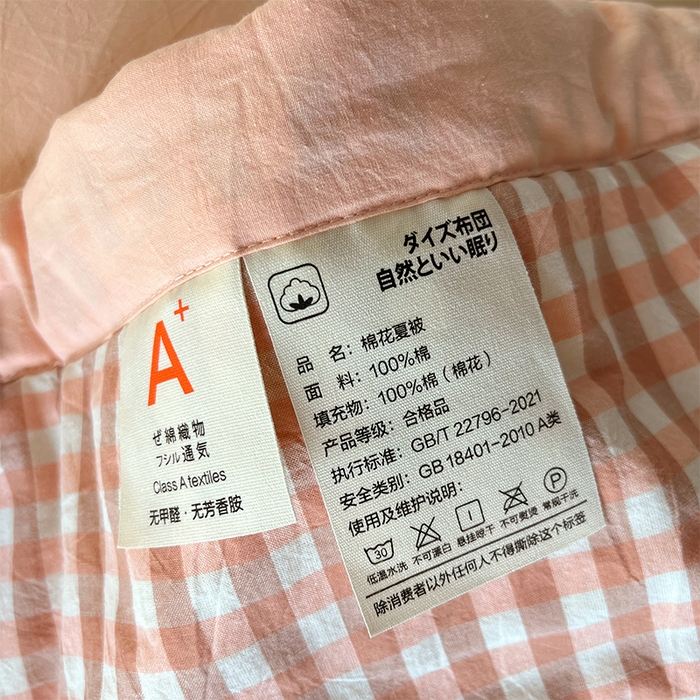 A+
ぜ綿織物
フシル通気
Class A textiles
无甲醛·无芳香胺
ダイズ布団
自然といい眠り
品 名：棉花夏被
面 料：100%棉
填充物：100%棉（棉花）
产品等级：合格品
执行标准：GB/T 22796-2021
安全类别：GB 18401-2010 A类
使用及维护说明：
30 P
低温水洗 不可漂白 悬挂晾干 不可熨烫 常规干洗
除消费者以外任何人不得撕除这个标签